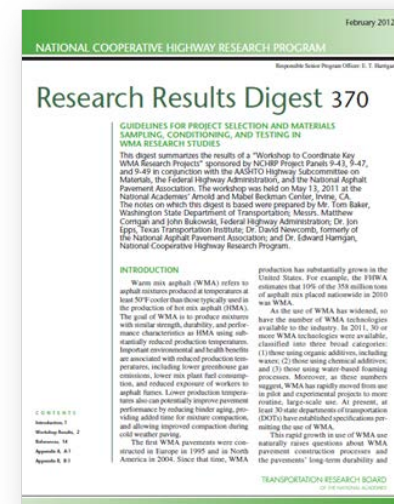 February 2012
NATIONAL COOPERATIVE HIGHWAY RESEARCH PROGRAM
Responsible Senior Program Officer: E. T. Harrigan
Research Results Digest 370
GUIDELINES FOR PROJECT SELECTION AND MATERIALS
SAMPLING, CONDITIONING, AND TESTING IN
WMA RESEARCH STUDIES
This digest summarizes the results of a "Workshop to Coordinate Key
WMA Research Projects" sponsored by NCHRP Project Panels 9-43, 9-47,
and 9-49 in conjunction with the AASHTO Highway Subcommittee on
Materials, the Federal Highway Administration, and the National Asphalt
Pavement Association. The workshop was held on May 13, 2011 at the
National Academies' Arnold and Mabel Beckman Center, Irvine, CA.
The notes on which this digest is based were prepared by Mr. Tom Baker,
Washington State Department of Transportation; Messrs. Matthew
Corrigan and John Bukowski, Federal Highway Administration; Dr. Jon
Epps, Texas Transportation Institute; Dr. David Newcomb, formerly of
the National Asphalt Pavement Association; and Dr. Edward Harrigan,
National Cooperative Highway Research Program.
INTRODUCTION
Warm mix asphalt (WMA) refers to
asphalt mixtures produced at temperatures at
least 50°F cooler than those typically used in
the production of hot mix asphalt (HMA).
The goal of WMA is to produce mixtures
with similar strength, durability, and perfor-
mance characteristics as HMA using sub-
stantially reduced production temperatures.
Important environmental and health benefits
are associated with reduced production tem-
peratures, including lower greenhouse gas
emissions, lower mix plant fuel consump-
tion, and reduced exposure of workers to
asphalt fumes. Lower production tempera-
tures also can potentially improve pavement
performance by reducing binder aging, pro-
viding added time for mixture compaction,
and allowing improved compaction during
cold weather paving.
The first WMA pavements were con-
structed in Europe in 1995 and in North
America in 2004. Since that time, WMA
production has substantially grown in the
United States. For example, the FHWA
estimates that 10% of the 358 million tons
of asphalt mix placed nationwide in 2010
was WMA.
As the use of WMA has widened, so
have the number of WMA technologies
available to the industry. In 2011, 30 or
more WMA technologies were available,
classified into three broad categories:
(1) those using organic additives, including
waxes; (2) those using chemical additives;
and (3) those using water-based foaming
processes. Moreover, as these numbers
suggest, WMA has rapidly moved from use
in pilot and experimental projects to more
routine, large-scale use. At present, at
least 30 state departments of transportation
(DOTs) have established specifications per-
mitting the use of WMA.
This rapid growth in use of WMA use
naturally raises questions about WMA
pavement construction processes and
the pavements' long-term durability and
CONTENTS
Introduction, 1
Workshop Results, 2
References, 14
Appendix A, A-1
Appendix B, B-1
TRANSPORTATION RESEARCH BOARD
OF THE NATIONAL ACADEMIES